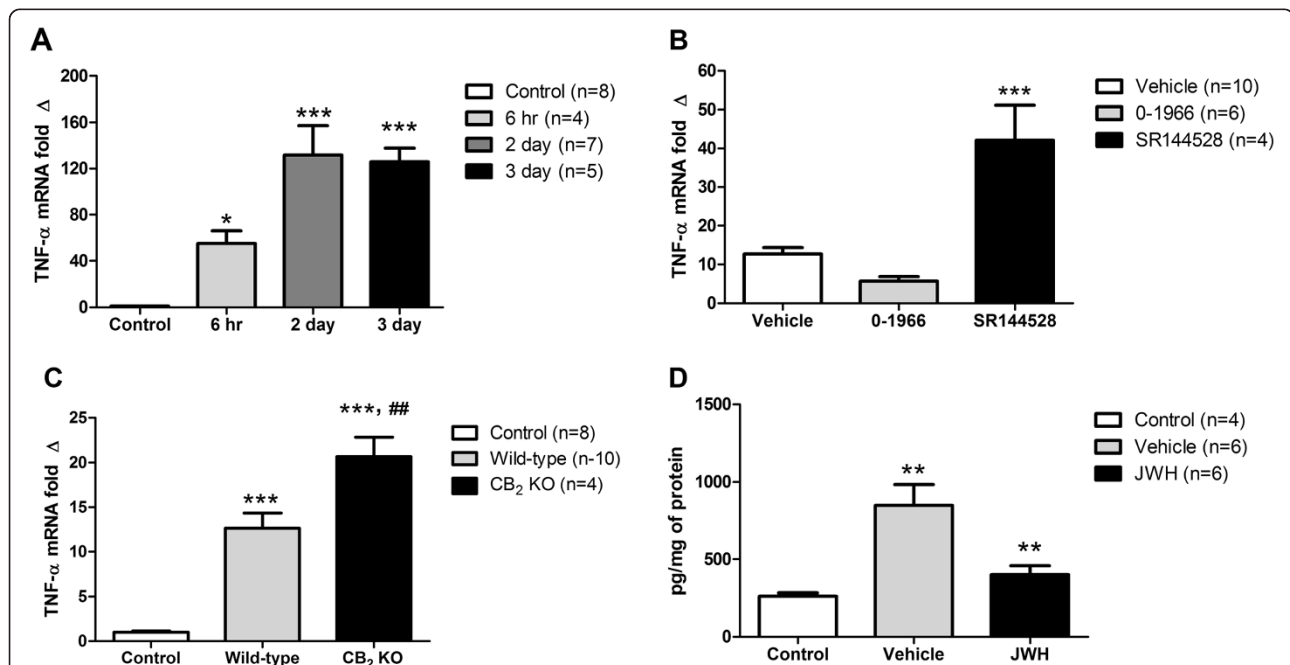 A
TNF-α mRNA fold Δ
200
160
120
80
40
0
*
***
***
Control
6 hr
2 day
3 day
Control (n=8)
6 hr (n=4)
2 day (n=7)
3 day (n=5)
B
TNF-α mRNA fold Δ
60
50
40
30
20
10
0
***
Vehicle
0-1966
SR144528
Vehicle (n=10)
0-1966 (n=6)
SR144528 (n=4)
C
TNF-α mRNA fold Δ
25
20
15
10
5
0
***
***, ##
Control
Wild-type
CB₂ KO
Control (n=8)
Wild-type (n-10)
CB₂ KO (n=4)
D
pg/mg of protein
1500
1000
500
0
**
**
Control
Vehicle
JWH
Control (n=4)
Vehicle (n=6)
JWH (n=6)